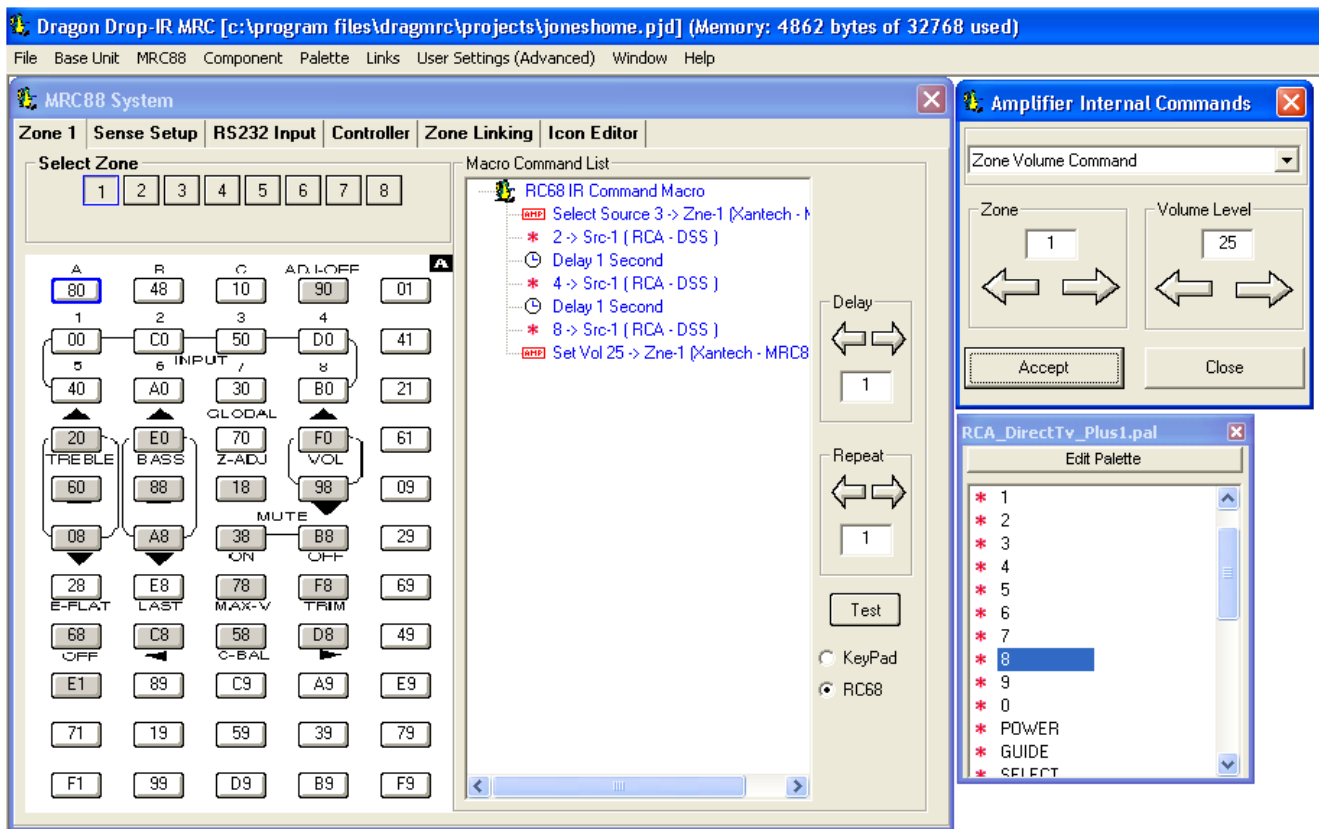 Dragon Drop-IR MRC [c:\program files\dragmrc\projects\joneshome.pjd] (Memory: 4862 bytes of 32768 used)
File Base Unit MRC88 Component Palette Links User Settings (Advanced) Window Help
MRC88 System
Zone 1 Sense Setup RS232 Input Controller Zone Linking Icon Editor
Select Zone
1 2 3 4 5 6 7 8
A
A B C ADJ-OFF
80 48 10 90 01
1 2 3 4
00 C0 50 D0 41
INPUT
5 6 7 8
40 A0 30 B0 21
GLOBAL
20 E0 70 F0 61
TREBLE BASS Z-ADJ VOL
60 88 18 98 09
MUTE
08 A8 38 B8 29
ON OFF
28 E8 78 F8 69
E-FLAT LAST MAX-V TRIM
68 C8 58 D8 49
OFF C-BAL
E1 89 C9 A9 E9
71 19 59 39 79
F1 99 D9 B9 F9
Macro Command List
RC68 IR Command Macro
AMP Select Source 3 -> Zne-1 (Xantech - M
* 2 -> Src-1 ( RCA - DSS )
Delay 1 Second
* 4 -> Src-1 ( RCA - DSS )
Delay 1 Second
* 8 -> Src-1 ( RCA - DSS )
AMP Set Vol 25 -> Zne-1 (Xantech - MRC8
Delay
1
Repeat
1
Test
KeyPad
RC68
Amplifier Internal Commands
Zone Volume Command
Zone
1
Volume Level
25
Accept Close
RCA_DirectTv_Plus1.pal
Edit Palette
* 1
* 2
* 3
* 4
* 5
* 6
* 7
* 8
* 9
* 0
* POWER
* GUIDE
* SELECT